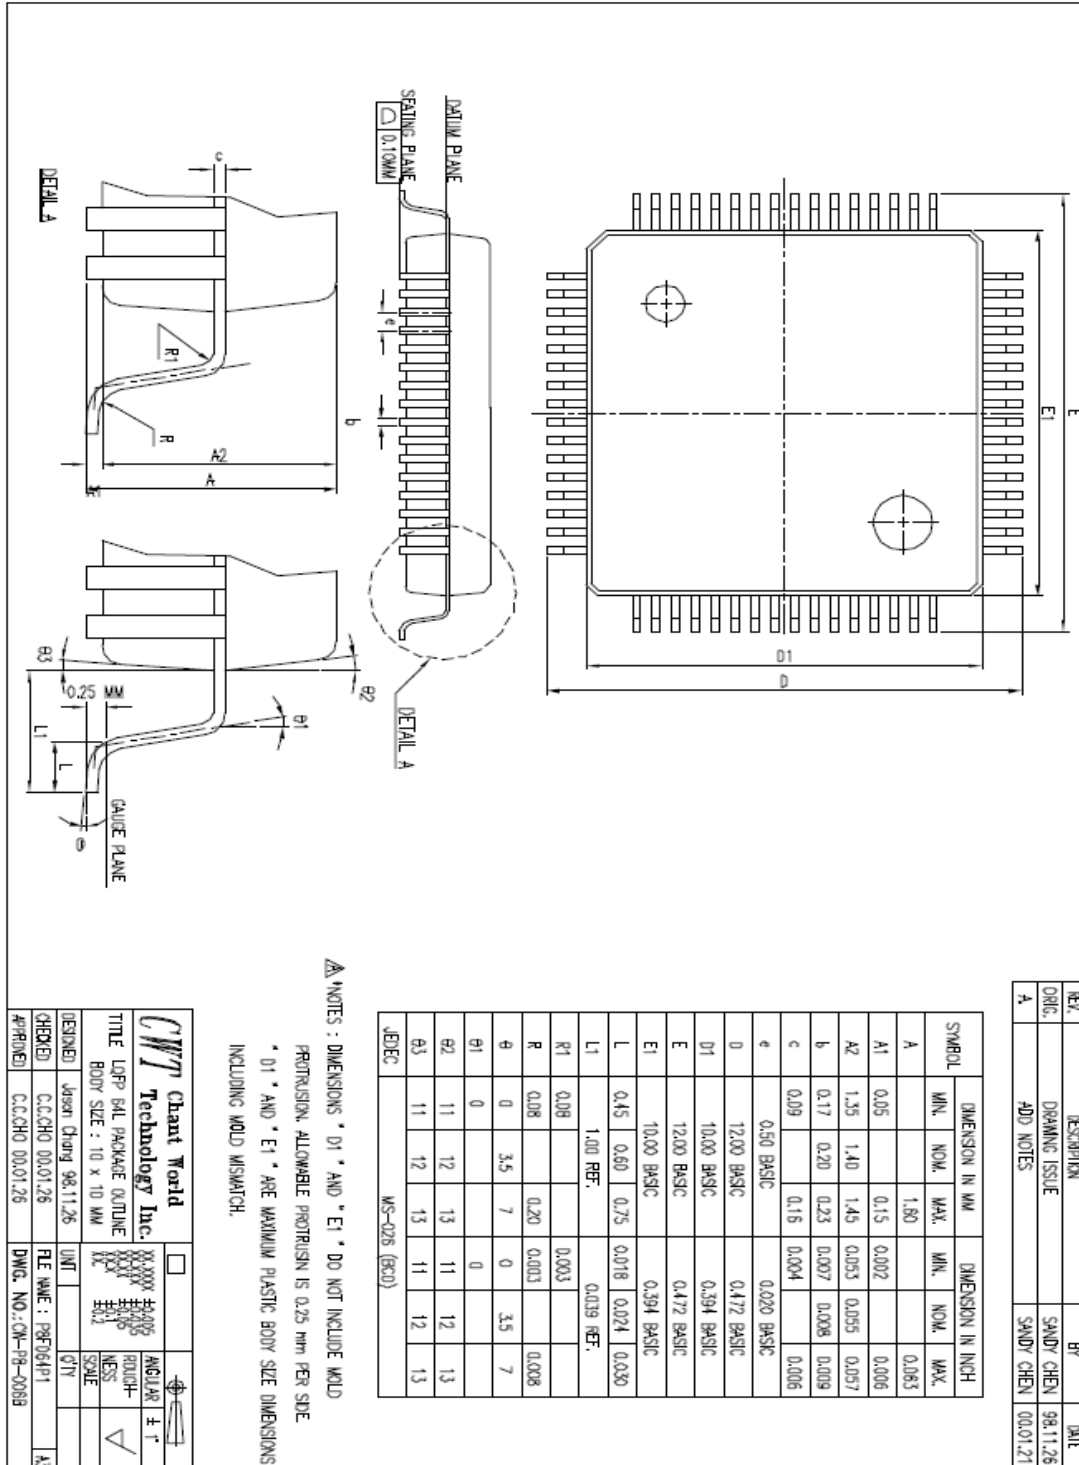 REV. DESCRIPTION BY DATE
ORIG. DRAWING ISSUE SANDY CHEN 98.11.26
A ADD NOTES SANDY CHEN 00.01.21
E
E1
D1
D
DATUM PLANE
SEATING PLANE
0.10MM
e
b
DETAIL A
c
R1
R
A2
A
A1
DETAIL A
θ3
θ2
θ1
0.25 MM
L1
L
θ
GAUGE PLANE
SYMBOL DIMENSION IN MM DIMENSION IN INCH
MIN. NOM. MAX. MIN. NOM. MAX.
A 1.60 0.063
A1 0.05 0.15 0.002 0.006
A2 1.35 1.40 1.45 0.053 0.055 0.057
b 0.17 0.20 0.23 0.007 0.008 0.009
c 0.09 0.16 0.004 0.006
e 0.50 BASIC 0.020 BASIC
D 12.00 BASIC 0.472 BASIC
D1 10.00 BASIC 0.394 BASIC
E 12.00 BASIC 0.472 BASIC
E1 10.00 BASIC 0.394 BASIC
L 0.45 0.60 0.75 0.018 0.024 0.030
L1 1.00 REF. 0.039 REF.
R1 0.08 0.003
R 0.08 0.20 0.003 0.008
θ 0 3.5 7 0 3.5 7
θ1 0 0
θ2 11 12 13 11 12 13
θ3 11 12 13 11 12 13
JEDEC MS-026 (BCD)
A *NOTES : DIMENSIONS " D1 " AND " E1 " DO NOT INCLUDE MOLD
PROTRUSION. ALLOWABLE PROTRUSIN IS 0.25 mm PER SIDE
" D1 " AND " E1 " ARE MAXIMUM PLASTIC BODY SIZE DIMENSIONS
INCLUDING MOLD MISMATCH.
CWT Chant World
Technology Inc.
TITLE LQFP 64L PACKAGE OUTLINE
BODY SIZE : 10 x 10 MM
XX.XXXX ±0.005
ANGULAR ± 1°
ROUGH-
NESS
SCALE
DESIGNED Jason Chang 98.11.26 UNIT Q'TY
CHECKED C.C.CHO 00.01.26 FILE NAME : P8FD64P1
APPROVED C.C.CHO 00.01.26 DWG. NO.:CW-P8-006B